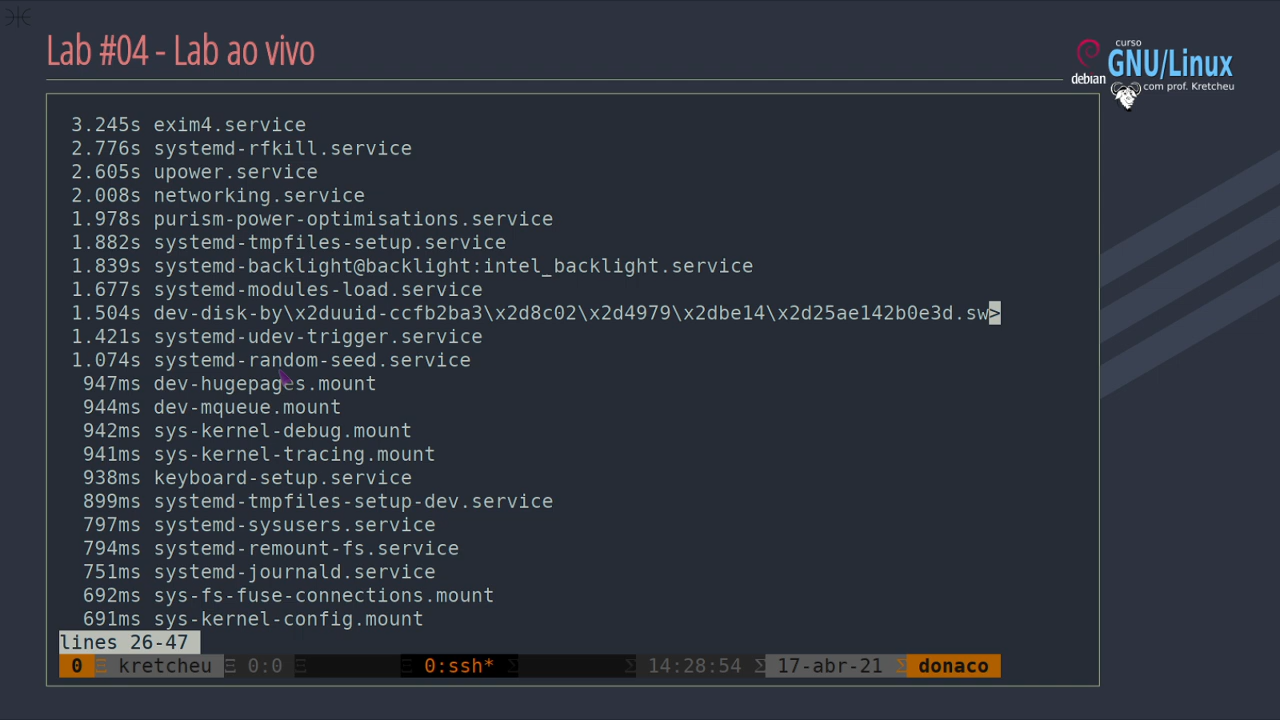 Lab #04 - Lab ao vivo
curso
GNU/Linux
debian
com prof. Kretcheu
3.245s exim4.service
2.776s systemd-rfkill.service
2.605s upower.service
2.008s networking.service
1.978s purism-power-optimisations.service
1.882s systemd-tmpfiles-setup.service
1.839s systemd-backlight@backlight:intel_backlight.service
1.677s systemd-modules-load.service
1.504s dev-disk-by\x2duuid-ccfb2ba3\x2d8c02\x2d4979\x2dbe14\x2d25ae142b0e3d.sw>
1.421s systemd-udev-trigger.service
1.074s systemd-random-seed.service
947ms dev-hugepages.mount
944ms dev-mqueue.mount
942ms sys-kernel-debug.mount
941ms sys-kernel-tracing.mount
938ms keyboard-setup.service
899ms systemd-tmpfiles-setup-dev.service
797ms systemd-sysusers.service
794ms systemd-remount-fs.service
751ms systemd-journald.service
692ms sys-fs-fuse-connections.mount
691ms sys-kernel-config.mount
lines 26-47
0 Ξ kretcheu Ξ 0:0 Ξ 0:ssh* Σ Σ 14:28:54 Σ 17-abr-21 Σ donaco